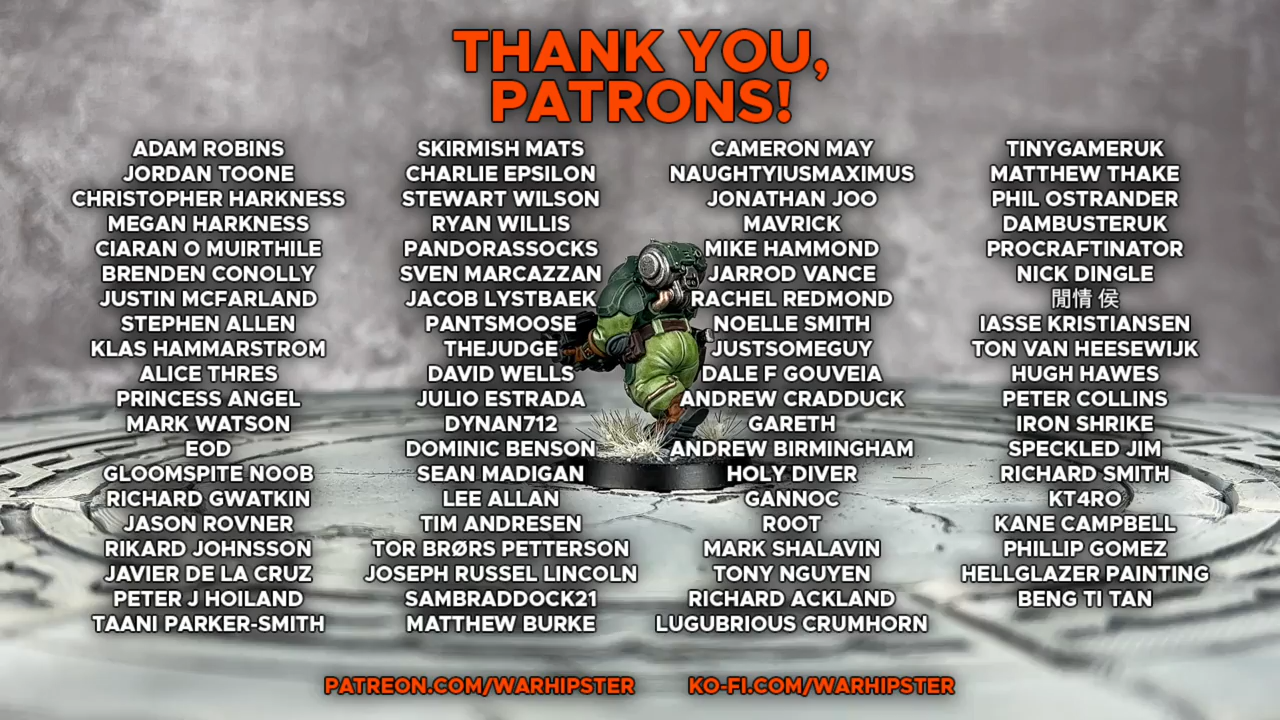 THANK YOU,
PATRONS!
ADAM ROBINS
JORDAN TOONE
CHRISTOPHER HARKNESS
MEGAN HARKNESS
CIARAN O MUIRTHILE
BRENDEN CONOLLY
JUSTIN MCFARLAND
STEPHEN ALLEN
KLAS HAMMARSTROM
ALICE THRES
PRINCESS ANGEL
MARK WATSON
EOD
GLOOMSPITE NOOB
RICHARD GWATKIN
JASON ROVNER
RIKARD JOHNSSON
JAVIER DE LA CRUZ
PETER J HOILAND
TAANI PARKER-SMITH
SKIRMISH MATS
CHARLIE EPSILON
STEWART WILSON
RYAN WILLIS
PANDORASSOCKS
SVEN MARCAZZAN
JACOB LYSTBAEK
PANTSMOOSE
THEJUDGE
DAVID WELLS
JULIO ESTRADA
DYNAN712
DOMINIC BENSON
SEAN MADIGAN
LEE ALLAN
TIM ANDRESEN
TOR BRØRS PETTERSON
JOSEPH RUSSEL LINCOLN
SAMBRADDOCK21
MATTHEW BURKE
CAMERON MAY
NAUGHTYIUSMAXIMUS
JONATHAN JOO
MAVRICK
MIKE HAMMOND
JARROD VANCE
RACHEL REDMOND
NOELLE SMITH
JUSTSOMEGUY
DALE F GOUVEIA
ANDREW CRADDUCK
GARETH
ANDREW BIRMINGHAM
HOLY DIVER
GANNOC
R0OT
MARK SHALAVIN
TONY NGUYEN
RICHARD ACKLAND
LUGUBRIOUS CRUMHORN
TINYGAMERUK
MATTHEW THAKE
PHIL OSTRANDER
DAMBUSTERUK
PROCRAFTINATOR
NICK DINGLE
閒情 侯
IASSE KRISTIANSEN
TON VAN HEESEWIJK
HUGH HAWES
PETER COLLINS
IRON SHRIKE
SPECKLED JIM
RICHARD SMITH
KT4RO
KANE CAMPBELL
PHILLIP GOMEZ
HELLGLAZER PAINTING
BENG TI TAN
PATREON.COM/WARHIPSTER
KO-FI.COM/WARHIPSTER